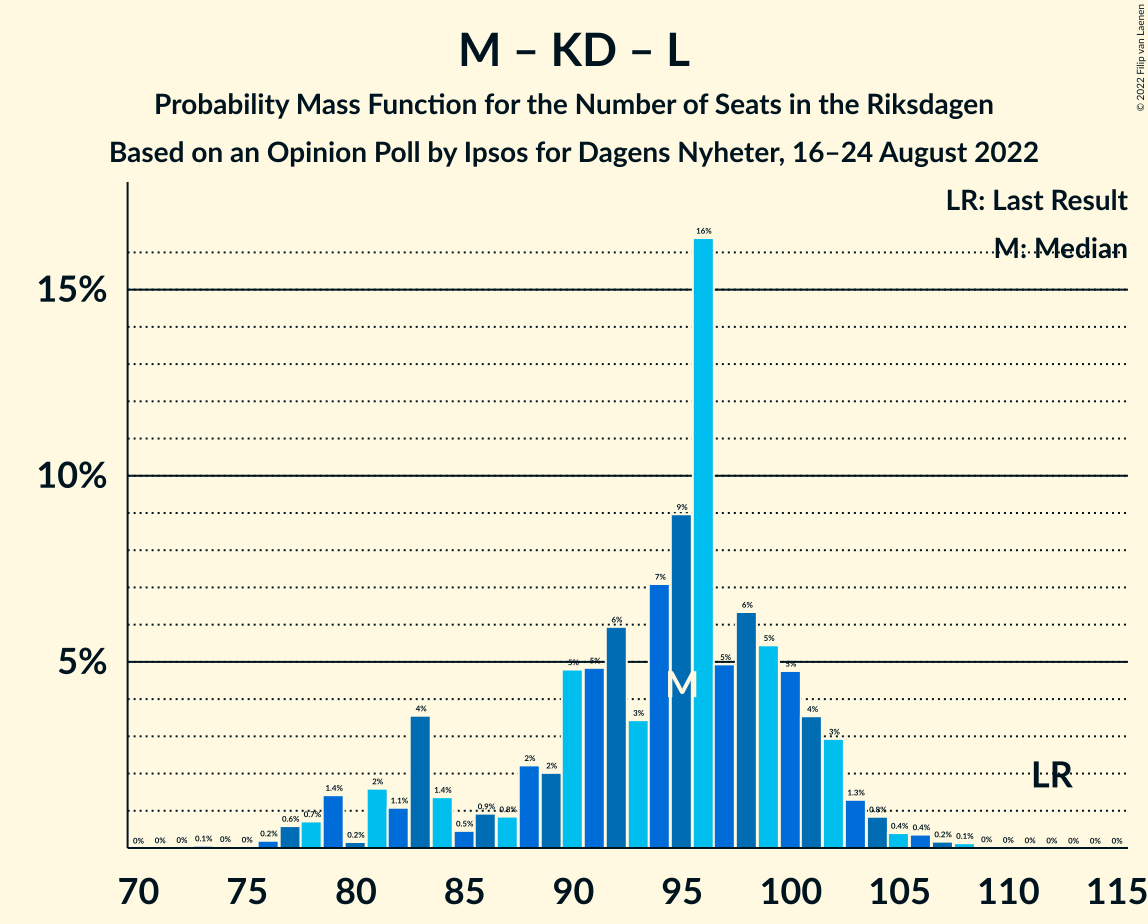 M – KD – L
Probability Mass Function for the Number of Seats in the Riksdagen
Based on an Opinion Poll by Ipsos for Dagens Nyheter, 16–24 August 2022
© 2022 Filip van Laenen
LR: Last Result
M: Median
15%
10%
5%
0% 0% 0% 0.1% 0% 0% 0.2% 0.6% 0.7% 1.4% 0.2% 2% 1.1% 4% 1.4% 0.5% 0.9% 0.8% 2% 2% 5% 5% 6% 3% 7% 9% 16% 5% 6% 5% 5% 4% 3% 1.3% 0.8% 0.4% 0.4% 0.2% 0.1% 0% 0% 0% 0% 0% 0% 0%
M
LR
70 75 80 85 90 95 100 105 110 115